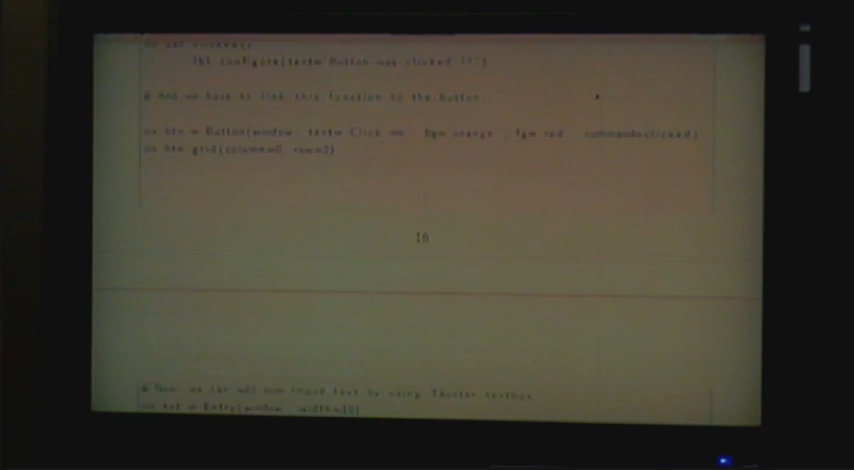 >> def clicked():
lbl.configure(text= Button was clicked !! )
# And we have to link this function to the button:
>> btn = Button(window, text= Click me bg= orange , fg= red command=clicked)
>> btn.grid(column=0, row=2)
16
# Now, we can add some input text by using Tkinter textbox
>> txt = Entry(window, width=10)